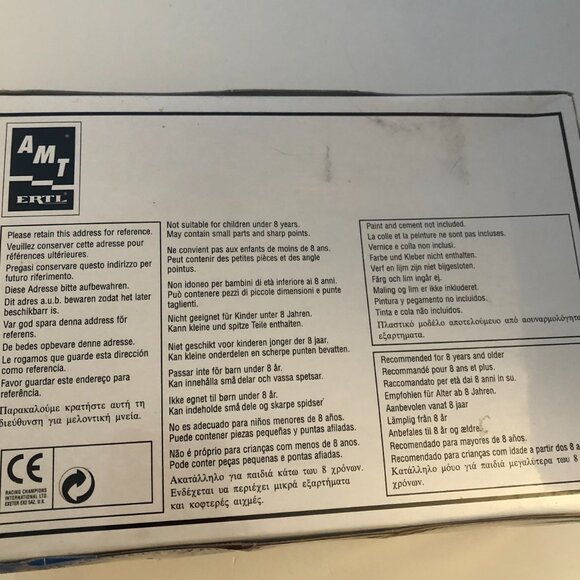 AMT
ERTL®
Please retain this address for reference.
Veuillez conserver cette adresse pour
références ultérieures.
Pregasi conservare questo indirizzo per
futuro riferimento.
Diese Adresse bitte aufbewahren.
Dit adres a.u.b. bewaren zodat het later
beschikbarr is.
Var god spara denna address för
referens.
De bedes opbevare denne adresse.
Le rogamos que guarde esta dirección
como referencia.
Favor guardar este endereço para
referência.
Παρακαλούμε κρατήστε αυτή τη
διεύθυνση για μελοντική μνεία.
CE
RACING CHAMPIONS
INTERNATIONAL LTD.
EXETER EX2 5AZ, U.K.
Not suitable for children under 8 years.
May contain small parts and sharp points.
Ne convient pas aux enfants de moins de 8 ans.
Peut contenir des petites pièces et des angle
pointus.
Non idoneo per bambini di età inferiore ai 8 anni.
Può contenere pezzi di piccole dimensioni e punte
taglienti.
Nicht geeignet für Kinder unter 8 Jahren.
Kann kleine und spitze Teile enthalten.
Niet geschikt voor kinderen jonger der 8 jaar.
Kan kleine onderdelen en scherpe punten bevatten.
Passar inte för barn under 8 år.
Kan innehålla små delar och vassa spetsar.
Ikke egnet til børn under 8 år.
Kan indeholde små dele og skarpe spidser
No es adecuado para niños menores de 8 años.
Puede contener piezas pequeñas y puntas afiladas.
Não é próprio para crianças com menos de 8 anos.
Pode conter peças pequenas e pontas afiadas.
Ακατάλληλο για παιδιά κάτω των 8 χρόνων.
Ενδέχεται να περιέχει μικρά εξαρτήματα
και κοφτερές αιχμές.
Paint and cement not included.
La colle et la peinture ne sont pas incluses.
Vernice e colla non inclusi.
Farbe und Kleber nicht enthalten.
Verf en lijm zijn niet bijgesloten.
Färg och lim ingår ej.
Maling og lim er ikke inkluderet.
Pintura y pegamento no incluidos.
Tinta e cola não incluidos.
Πλαστικό μοδέλο αποτελούμενο από αουναρμολόγητα
εξαρτηματα.
Recommended for 8 years and older
Recommandé pour 8 ans et plus.
Raccomandato per età dai 8 anni in su.
Empfohlen für Alter ab 8 Jahren.
Aanbevolen vanaf 8 jaar
Lämplig från 8 år
Anbefales til 8 år og ældre
Recomendado para mayores de 8 años.
Recomendado para crianças com idade a partir dos 8 a
Κατάλληλο μόνο γιά παιδιά μεγαλύτερα των 8
χρόνων.